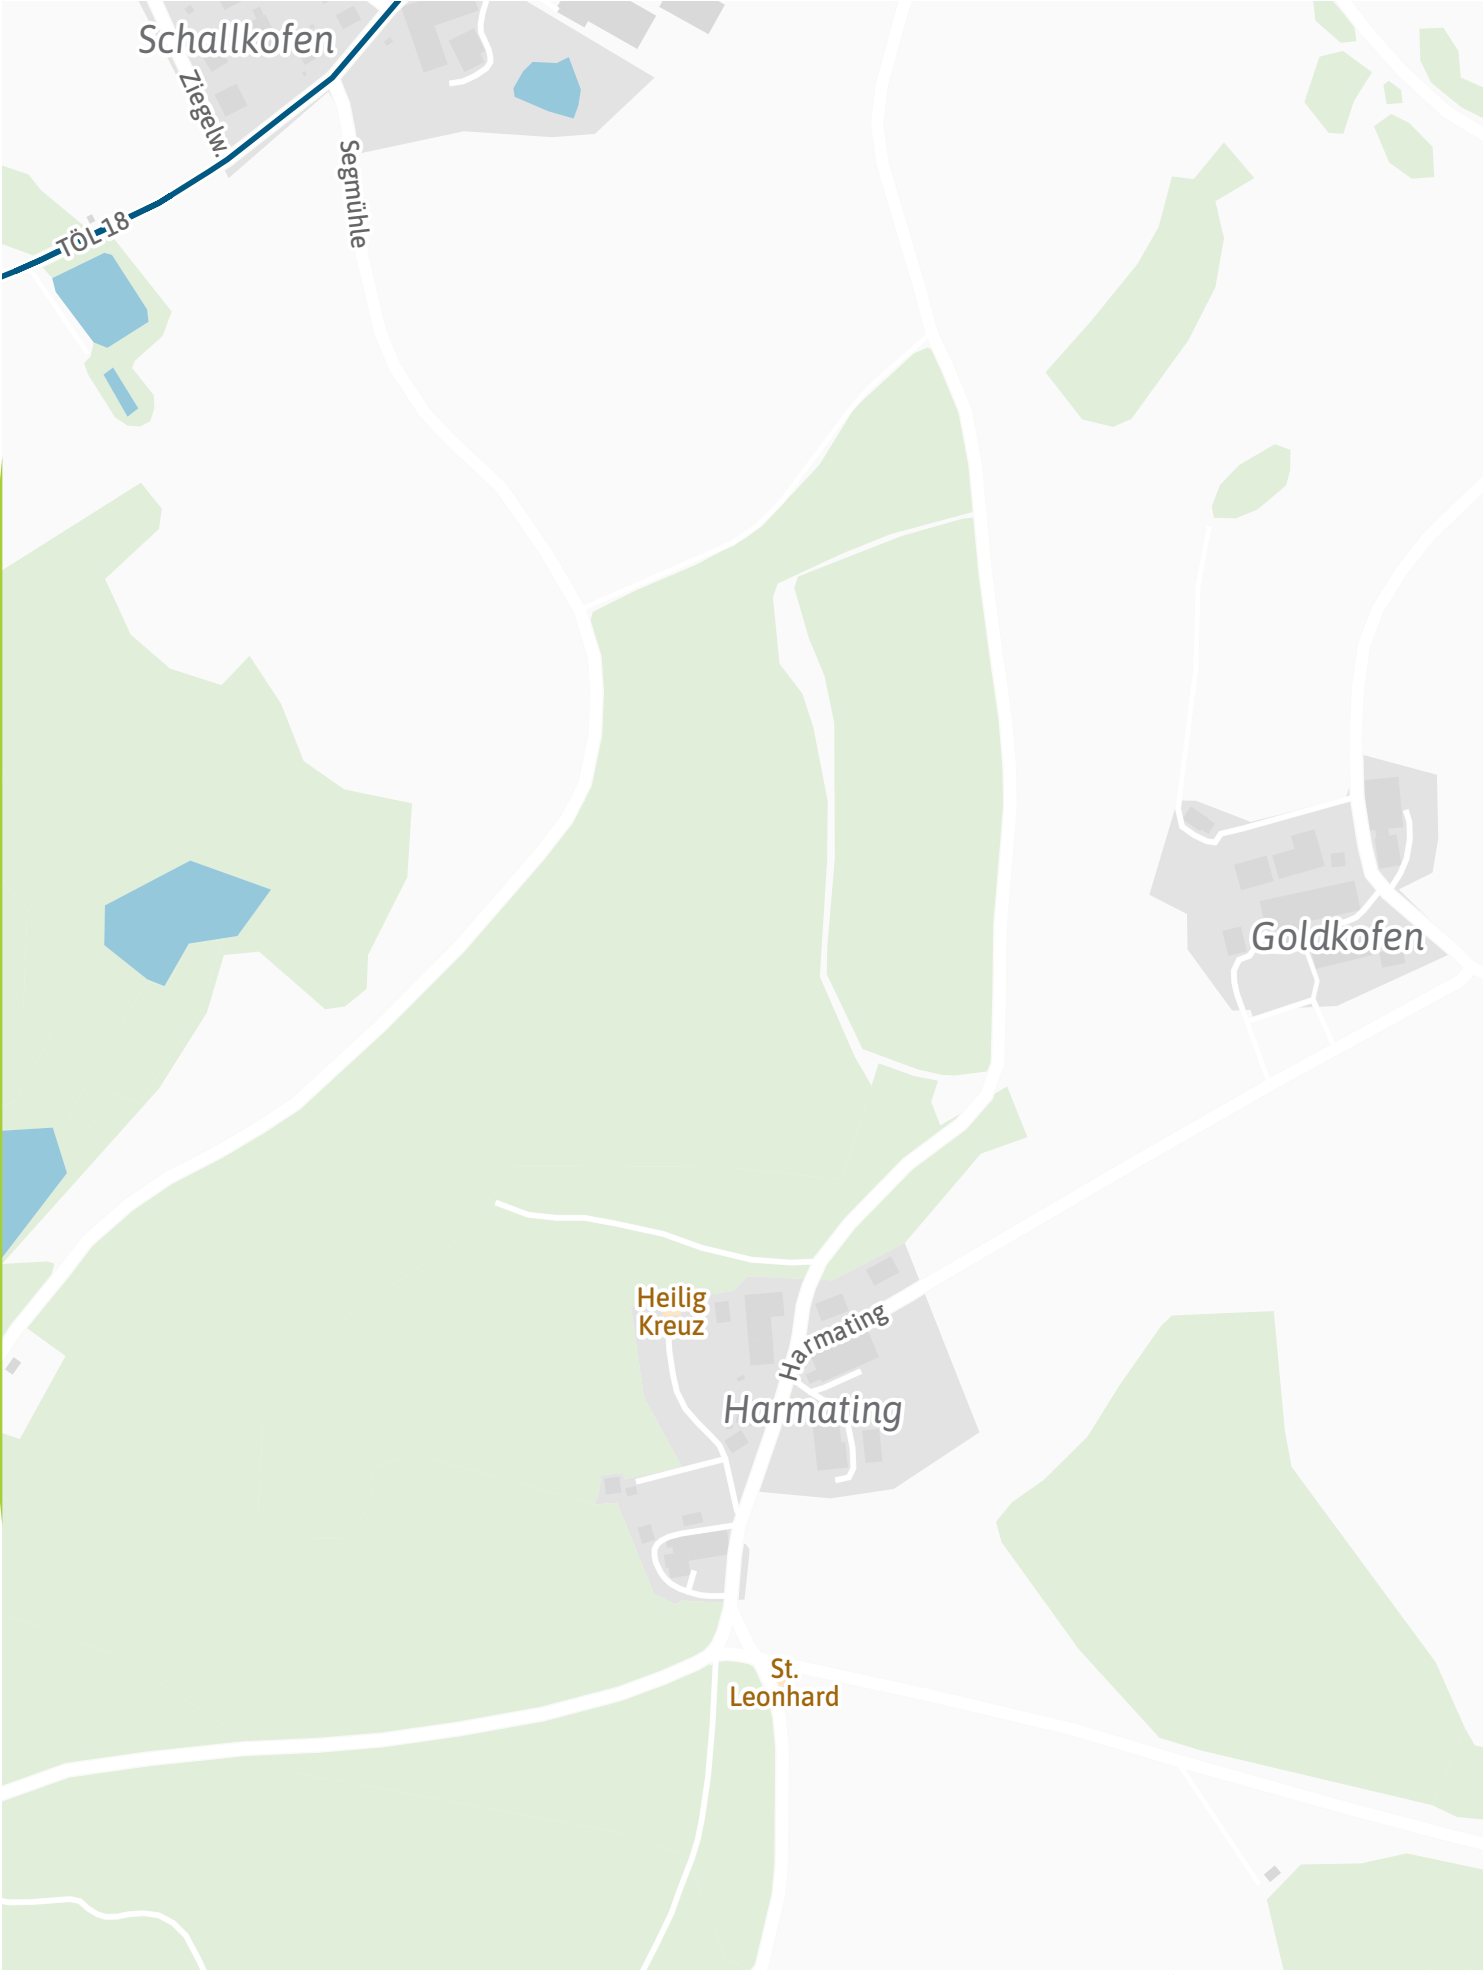 Schallkofen
Ziegelw.
Segmühle
TÖL 18
Goldkofen
Heilig
Kreuz
Harmating
Harmating
St.
Leonhard